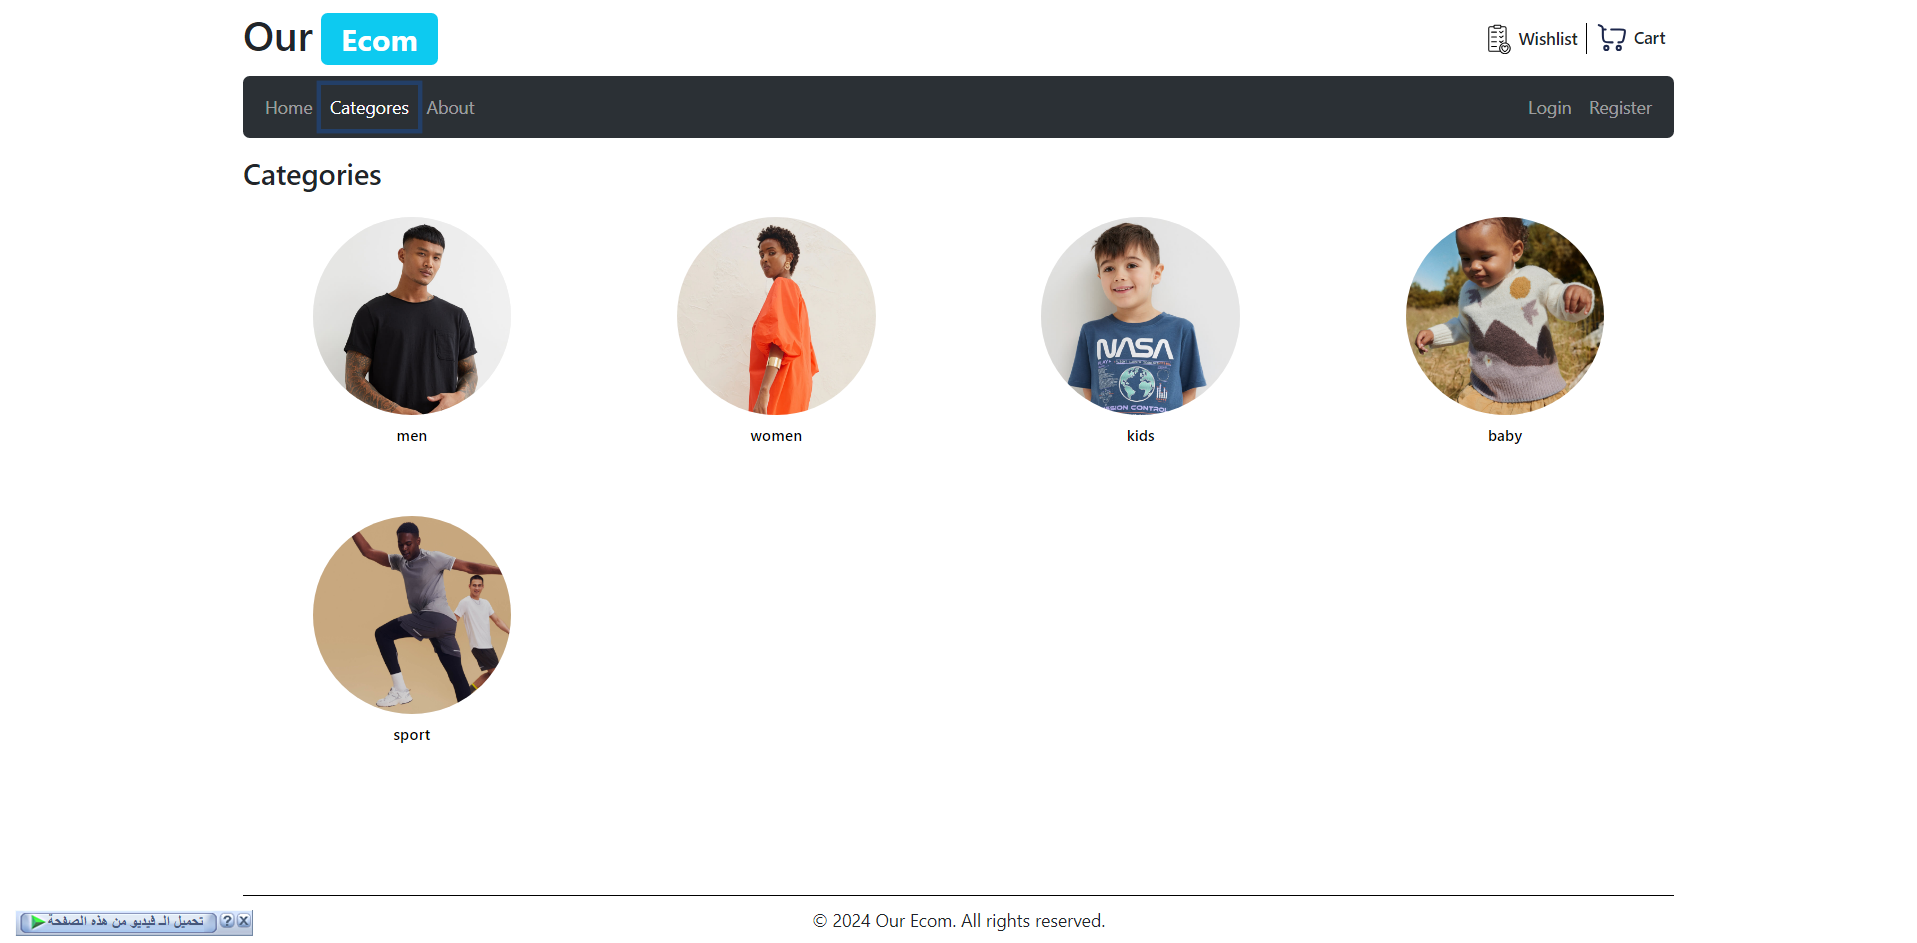 Our Ecom
Wishlist
Cart
Home Categores About
Login Register
Categories
NASA
men
women
kids
baby
sport
تحميل الـ فيديو من هذه الصفحة
© 2024 Our Ecom. All rights reserved.